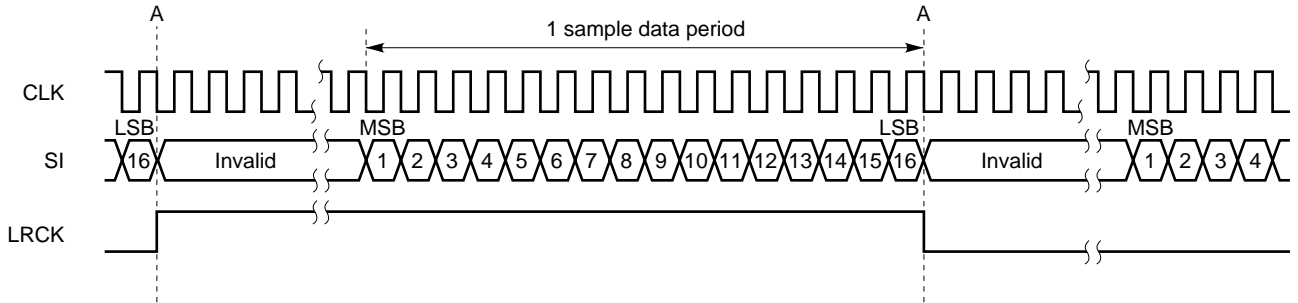 A A
1 sample data period
CLK
LSB MSB LSB MSB
SI 16 Invalid 1 2 3 4 5 6 7 8 9 10 11 12 13 14 15 16 Invalid 1 2 3 4
LRCK